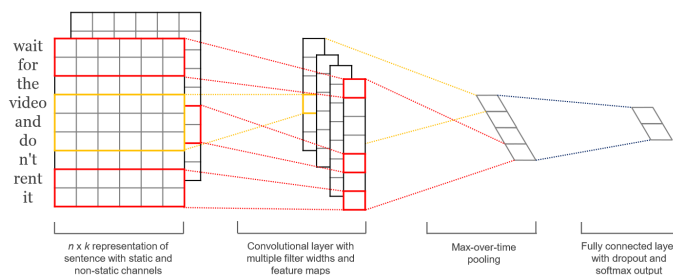 wait
for
the
video
and
do
n't
rent
it
n x k representation of
sentence with static and
non-static channels
Convolutional layer with
multiple filter widths and
feature maps
Max-over-time
pooling
Fully connected laye
with dropout and
softmax output